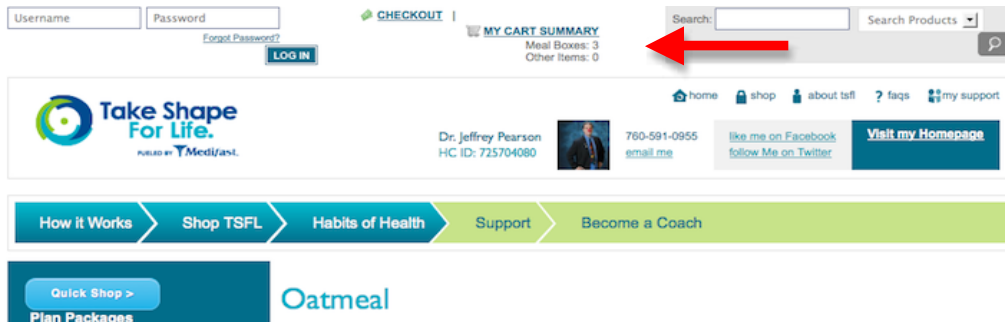 Username
Password
Forgot Password?
LOG IN
CHECKOUT |
MY CART SUMMARY
Meal Boxes: 3
Other Items: 0
Search:
Search Products
Take Shape
For Life.
FUELED BY Medifast.
home
shop
about tsfl
? faqs
my support
Dr. Jeffrey Pearson
HC ID: 725704080
760-591-0955
email me
like me on Facebook
follow Me on Twitter
Visit my Homepage
How it Works
Shop TSFL
Habits of Health
Support
Become a Coach
Quick Shop >
Plan Packages
Oatmeal